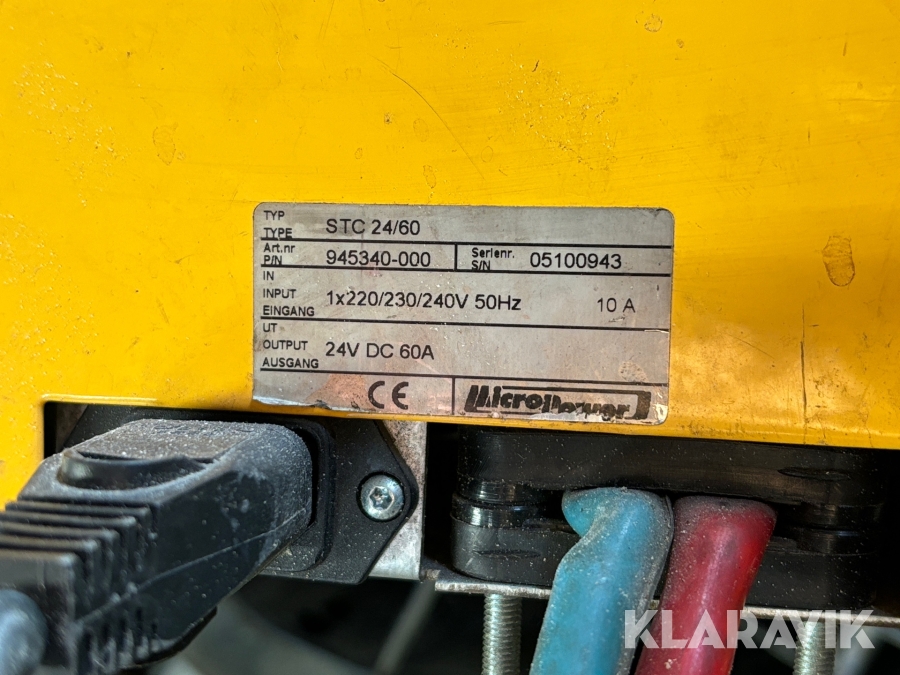 TYP
TYPE STC 24/60
Art.nr
P/N 945340-000 Serienr.
S/N 05100943
IN
INPUT 1x220/230/240V 50Hz 10 A
EINGANG
UT
OUTPUT 24V DC 60A
AUSGANG
CE Micropower
KLARAVIK